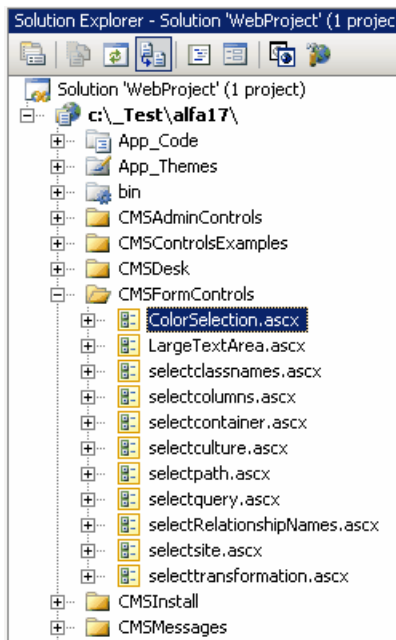 Solution Explorer - Solution 'WebProject' (1 projec
Solution 'WebProject' (1 project)
c:\_Test\alfa17\
App_Code
App_Themes
bin
CMSAdminControls
CMSControlsExamples
CMSDesk
CMSFormControls
ColorSelection.ascx
LargeTextArea.ascx
selectclassnames.ascx
selectcolumns.ascx
selectcontainer.ascx
selectculture.ascx
selectpath.ascx
selectquery.ascx
selectRelationshipNames.ascx
selectsite.ascx
selecttransformation.ascx
CMSInstall
CMSMessages